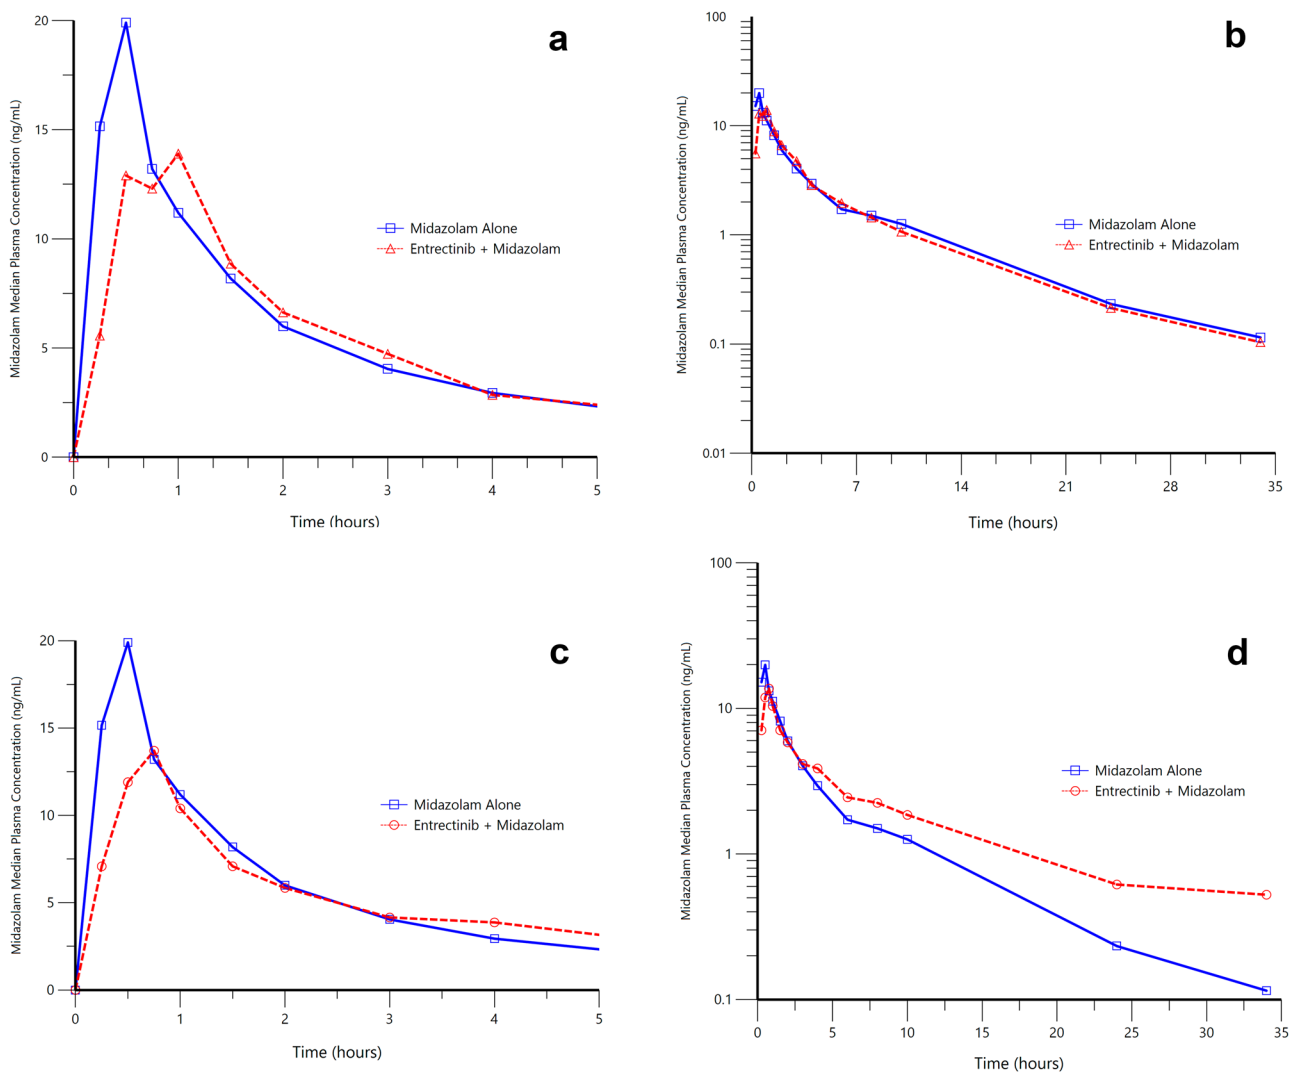 a
Midazolam Median Plasma Concentration (ng/mL)
20
15
10
5
0
0 1 2 3 4 5
Time (hours)
Midazolam Alone
Entrectinib + Midazolam
b
Midazolam Median Plasma Concentration (ng/mL)
100
10
1
0.1
0.01
0 7 14 21 28 35
Time (hours)
Midazolam Alone
Entrectinib + Midazolam
c
Midazolam Median Plasma Concentration (ng/mL)
20
15
10
5
0
0 1 2 3 4 5
Time (hours)
Midazolam Alone
Entrectinib + Midazolam
d
Midazolam Median Plasma Concentration (ng/mL)
100
10
1
0.1
0 5 10 15 20 25 30 35
Time (hours)
Midazolam Alone
Entrectinib + Midazolam